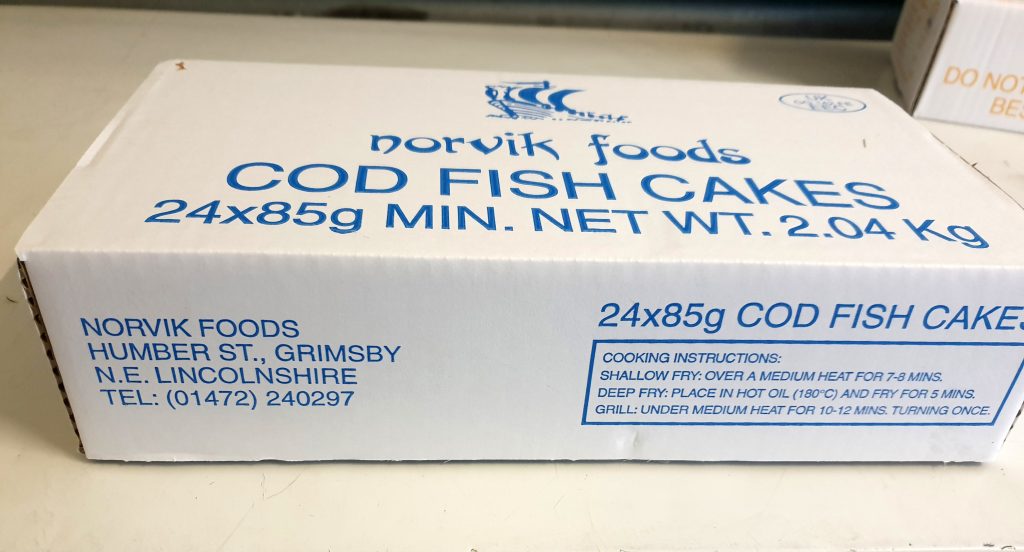 norvik foods
COD FISH CAKES
24x85g MIN. NET WT. 2.04 Kg
NORVIK FOODS
HUMBER ST., GRIMSBY
N.E. LINCOLNSHIRE
TEL: (01472) 240297
24x85g COD FISH CAKES
COOKING INSTRUCTIONS:
SHALLOW FRY: OVER A MEDIUM HEAT FOR 7-8 MINS.
DEEP FRY: PLACE IN HOT OIL (180°C) AND FRY FOR 5 MINS.
GRILL: UNDER MEDIUM HEAT FOR 10-12 MINS. TURNING ONCE.
DO NOT